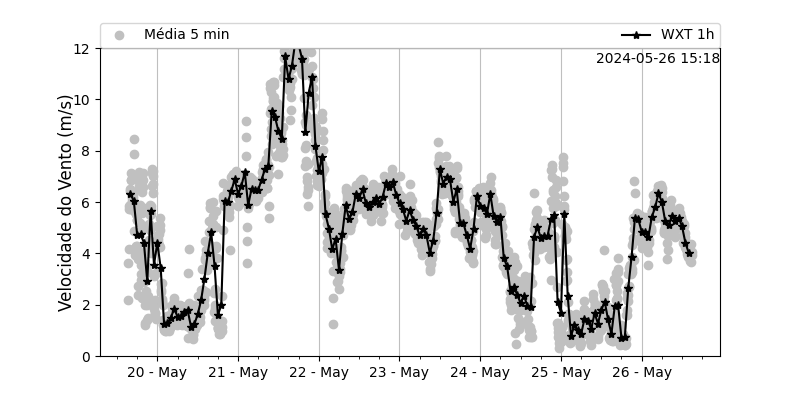 Média 5 min
WXT 1h
2024-05-26 15:18
Velocidade do Vento (m/s)
12
10
8
6
4
2
0
20 - May
21 - May
22 - May
23 - May
24 - May
25 - May
26 - May